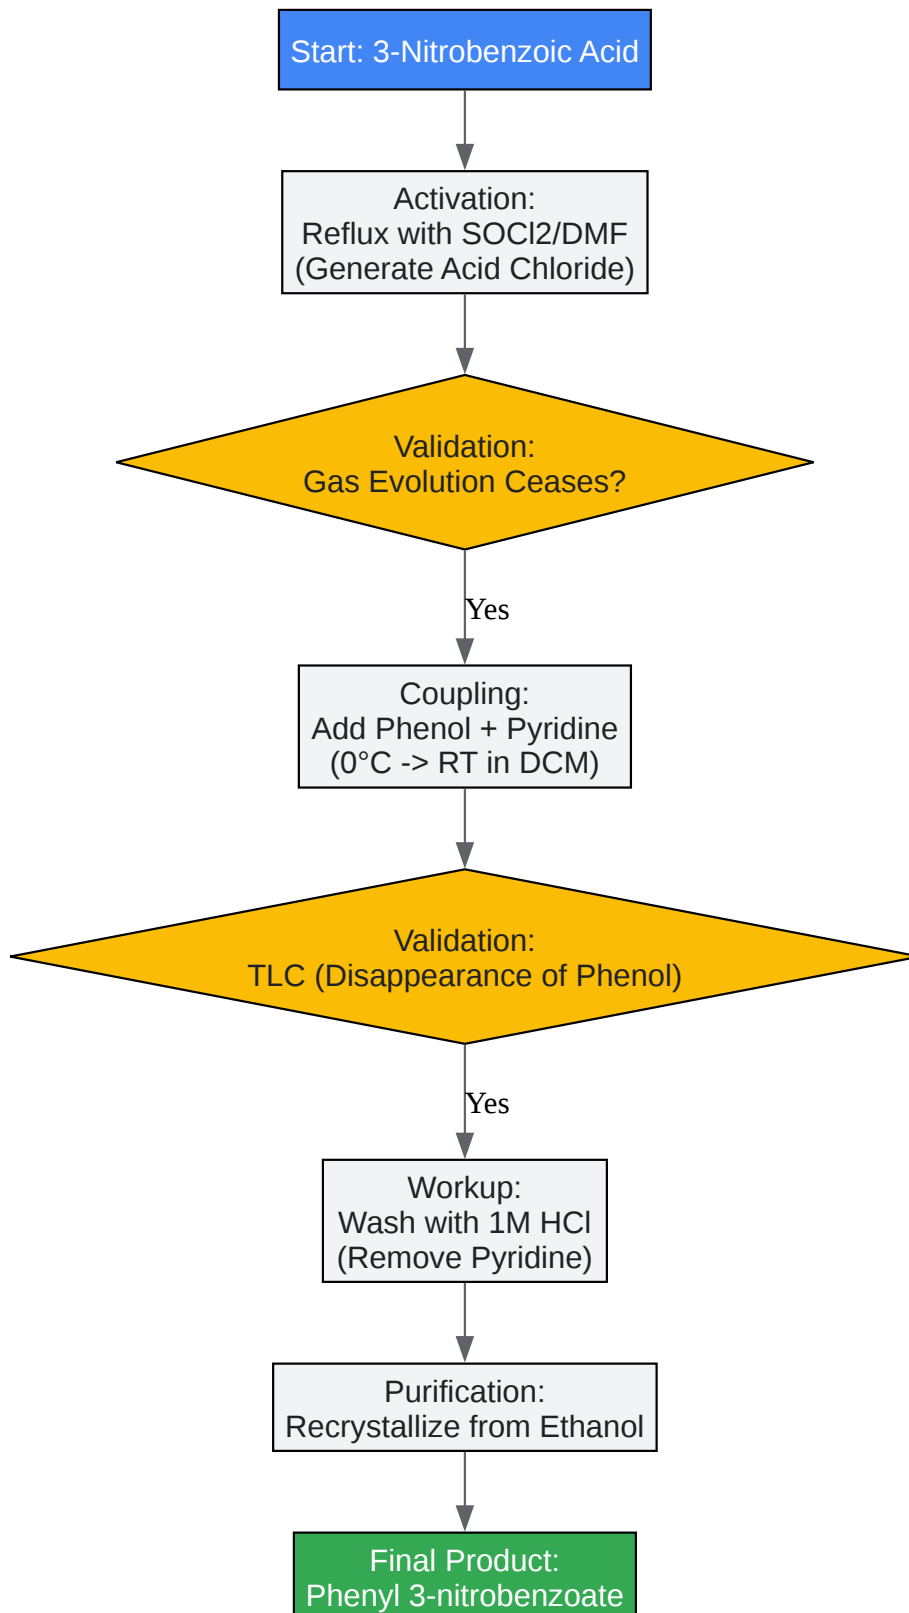 Start: 3-Nitrobenzoic Acid
Activation:
Reflux with SOCl2/DMF
(Generate Acid Chloride)
Validation:
Gas Evolution Ceases?
Yes
Coupling:
Add Phenol + Pyridine
(0°C -> RT in DCM)
Validation:
TLC (Disappearance of Phenol)
Yes
Workup:
Wash with 1M HCl
(Remove Pyridine)
Purification:
Recrystallize from Ethanol
Final Product:
Phenyl 3-nitrobenzoate